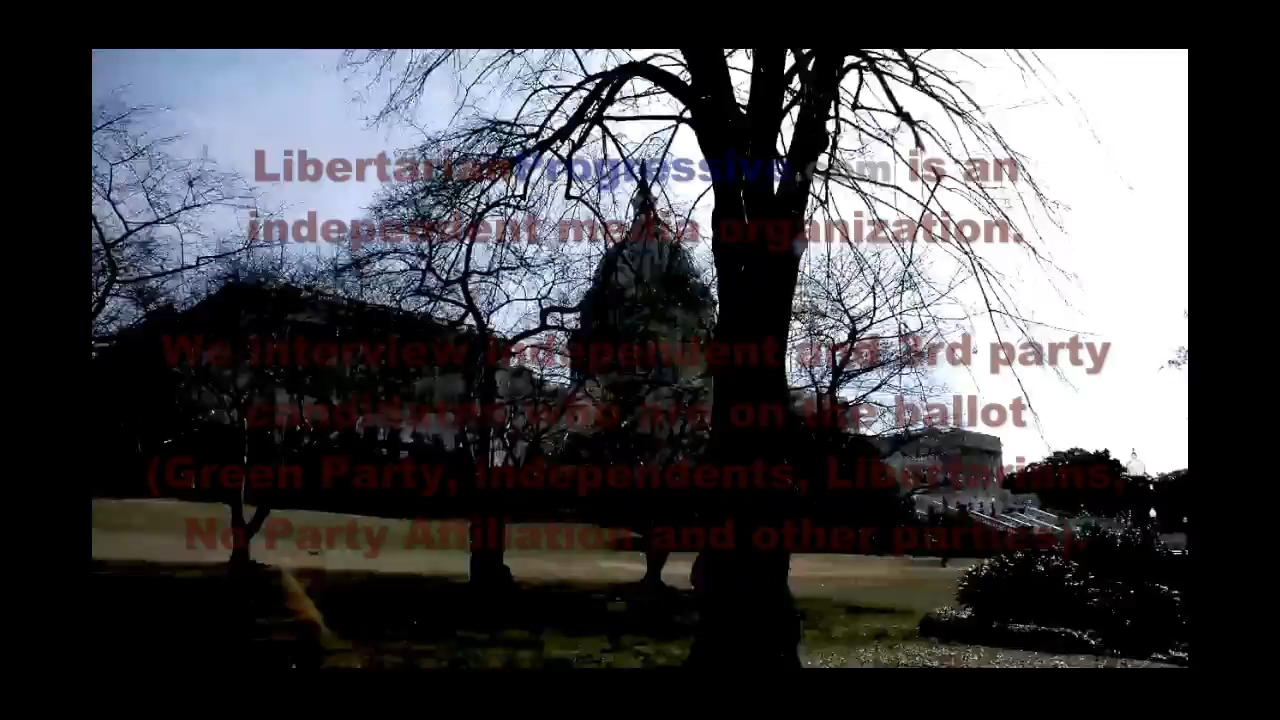 LibertarianProgressive.com is an
independent media organization.
We interview independent and 3rd party
candidates who are on the ballot
(Green Party, Independents, Libertarians,
No Party Affiliation and other parties).